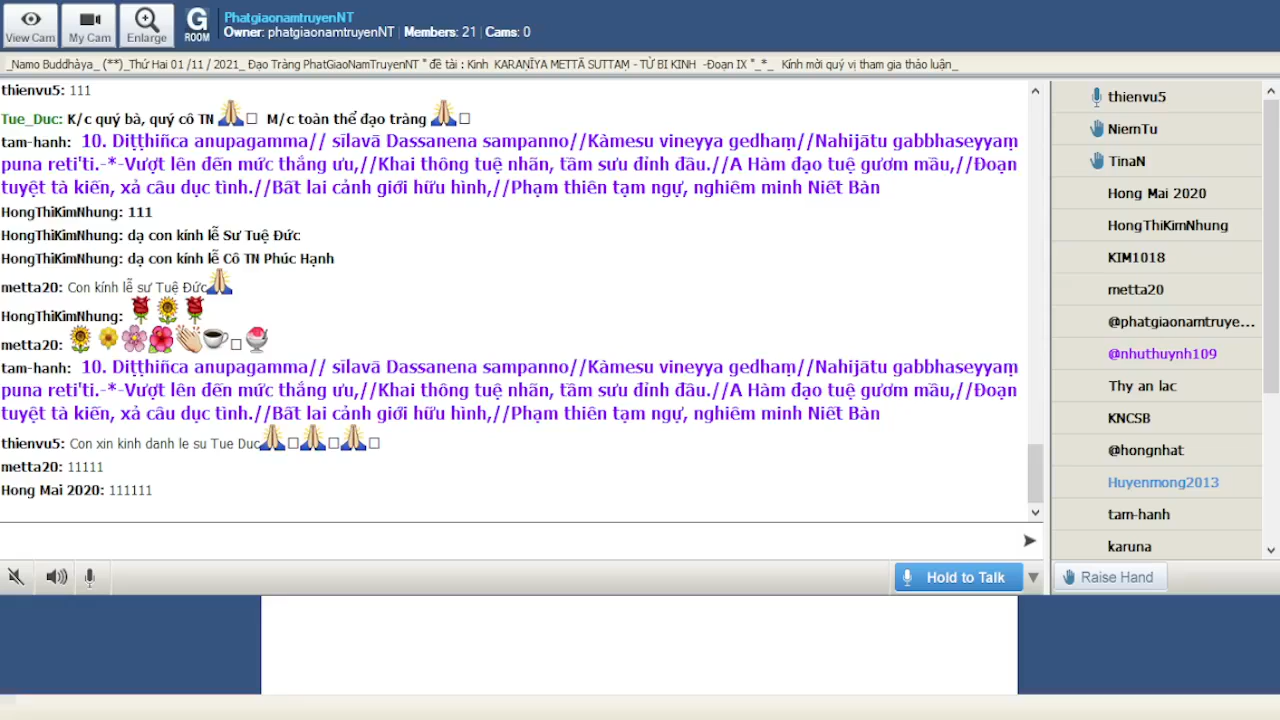 View Cam
My Cam
Enlarge
G
ROOM
PhatgiaonamtruyenNT
Owner: phatgiaonamtruyenNT | Members: 21 | Cams: 0
_Namo Buddhàya_ (**)_Thứ Hai 01 /11 / 2021_ Đạo Tràng PhatGiaoNamTruyenNT " đề tài : Kinh KARAṆĪYA METTĀ SUTTAṂ - TỪ BI KINH -Đoạn IX "_*_ Kính mời quý vị tham gia thảo luận_
thienvu5: 111
Tue_Duc: K/c quý bà, quý cô TN 🙏□ M/c toàn thể đạo tràng 🙏□
tam-hanh: 10. Diṭṭhiñca anupagamma// sīlavā Dassanena sampanno//Kàmesu vineyya gedhaṃ//Nahijātu gabbhaseyyaṃ
puna reti'ti.-*-Vượt lên đến mức thắng ưu,//Khai thông tuệ nhãn, tầm sưu đỉnh đầu.//A Hàm đạo tuệ gươm mầu,//Đoạn
tuyệt tà kiến, xả câu dục tình.//Bất lai cảnh giới hữu hình,//Phạm thiên tạm ngự, nghiêm minh Niết Bàn
HongThiKimNhung: 111
HongThiKimNhung: dạ con kính lễ Sư Tuệ Đức
HongThiKimNhung: dạ con kính lễ Cô TN Phúc Hạnh
metta20: Con kính lễ sư Tuệ Đức🙏
HongThiKimNhung: 🌹🌻🌹
metta20: 🌻🌼🌸🌺👏☕□🍧
tam-hanh: 10. Diṭṭhiñca anupagamma// sīlavā Dassanena sampanno//Kàmesu vineyya gedhaṃ//Nahijātu gabbhaseyyaṃ
puna reti'ti.-*-Vượt lên đến mức thắng ưu,//Khai thông tuệ nhãn, tầm sưu đỉnh đầu.//A Hàm đạo tuệ gươm mầu,//Đoạn
tuyệt tà kiến, xả câu dục tình.//Bất lai cảnh giới hữu hình,//Phạm thiên tạm ngự, nghiêm minh Niết Bàn
thienvu5: Con xin kinh danh le su Tue Duc🙏□🙏□🙏□
metta20: 11111
Hong Mai 2020: 111111
Hold to Talk
thienvu5
NiemTu
TinaN
Hong Mai 2020
HongThiKimNhung
KIM1018
metta20
@phatgiaonamtruye...
@nhuthuynh109
Thy an lac
KNCSB
@hongnhat
Huyenmong2013
tam-hanh
karuna
Raise Hand